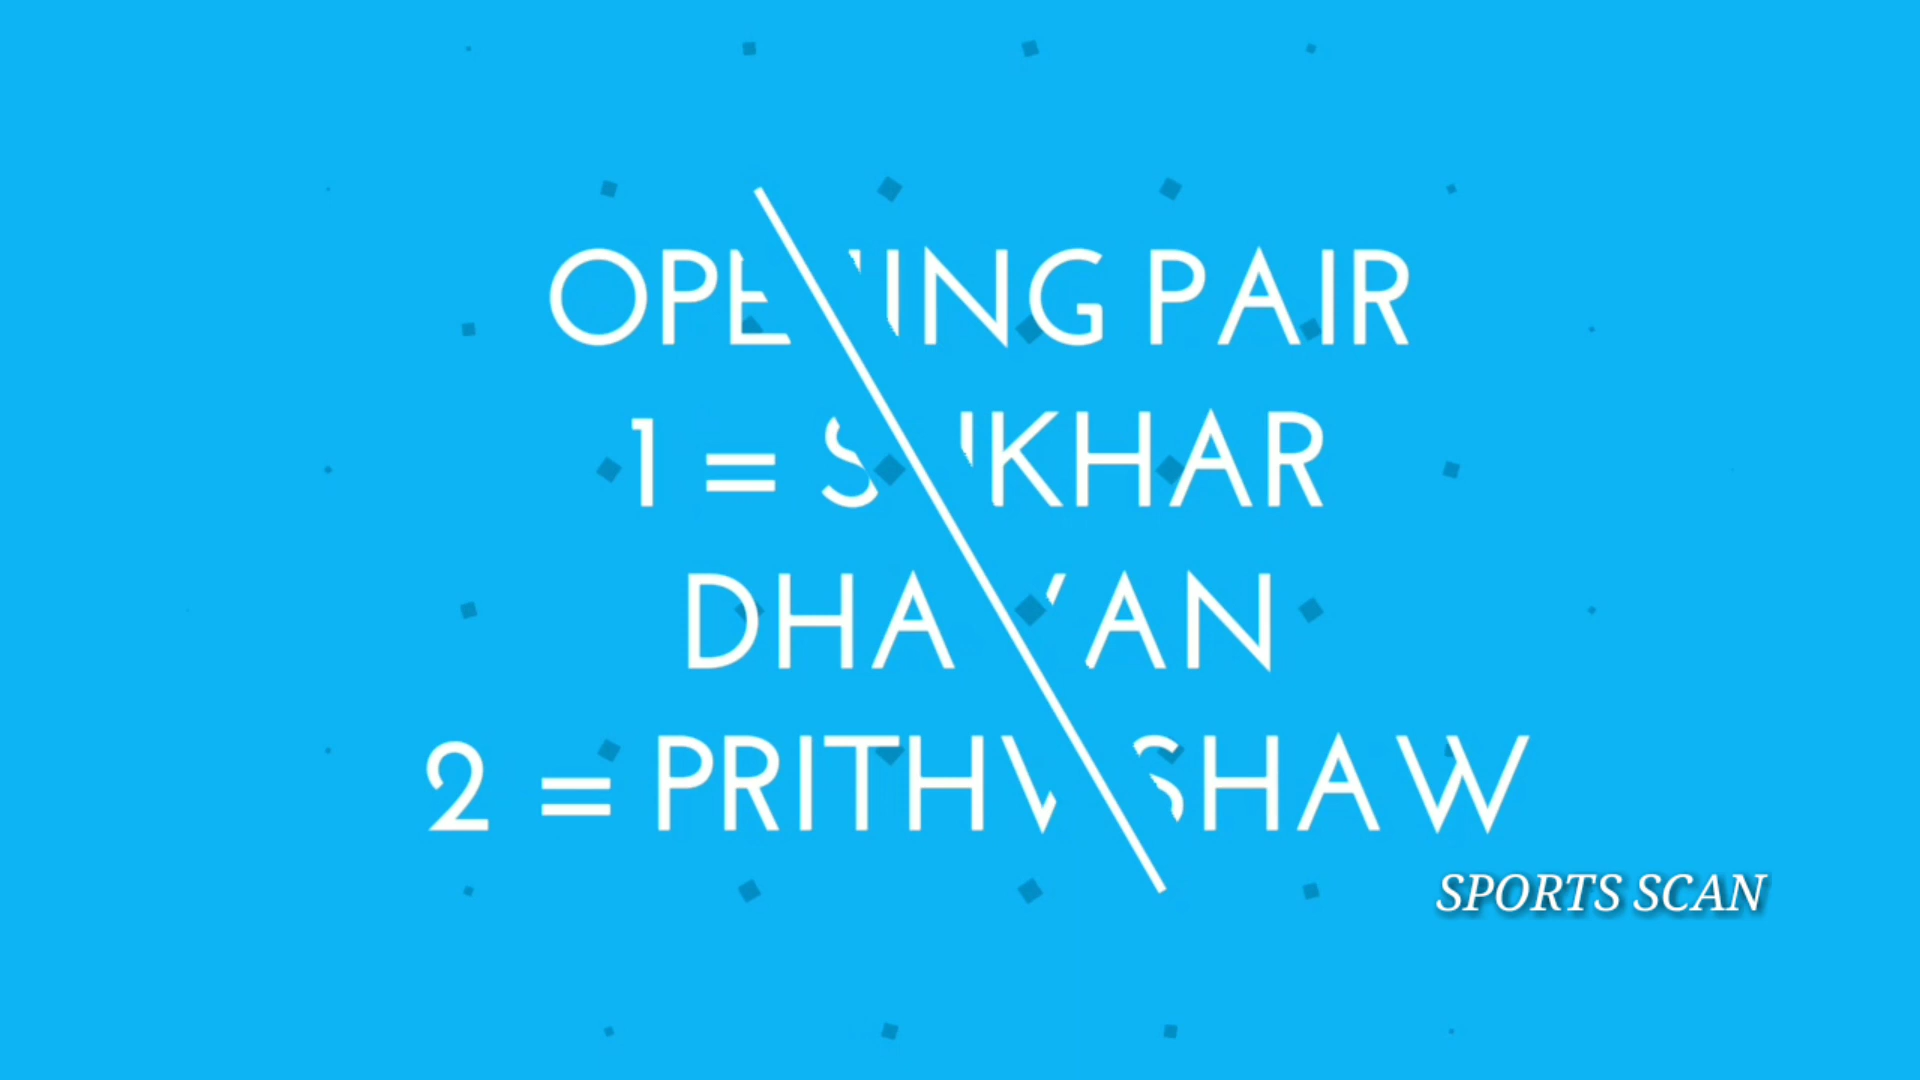 OPENING PAIR
1 = SHIKHAR
DHAWAN
2 = PRITHVI SHAW
SPORTS SCAN